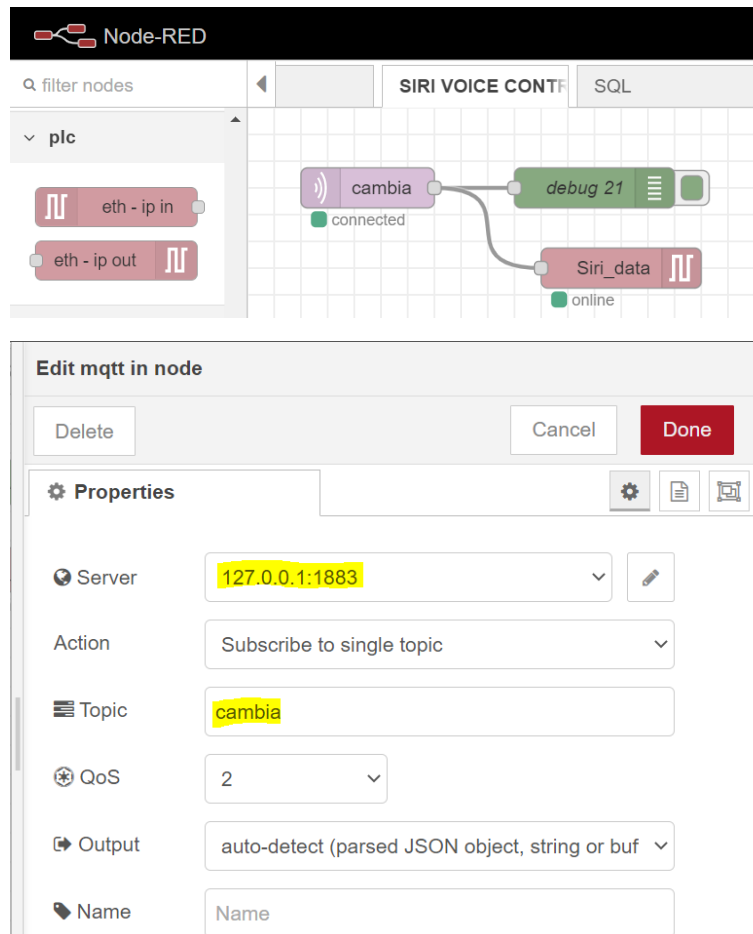 Node-RED
filter nodes
SIRI VOICE CONTR
SQL
plc
eth - ip in
eth - ip out
cambia
connected
debug 21
Siri_data
online
Edit mqtt in node
Delete
Cancel
Done
Properties
Server
127.0.0.1:1883
Action
Subscribe to single topic
Topic
cambia
QoS
2
Output
auto-detect (parsed JSON object, string or buf
Name
Name